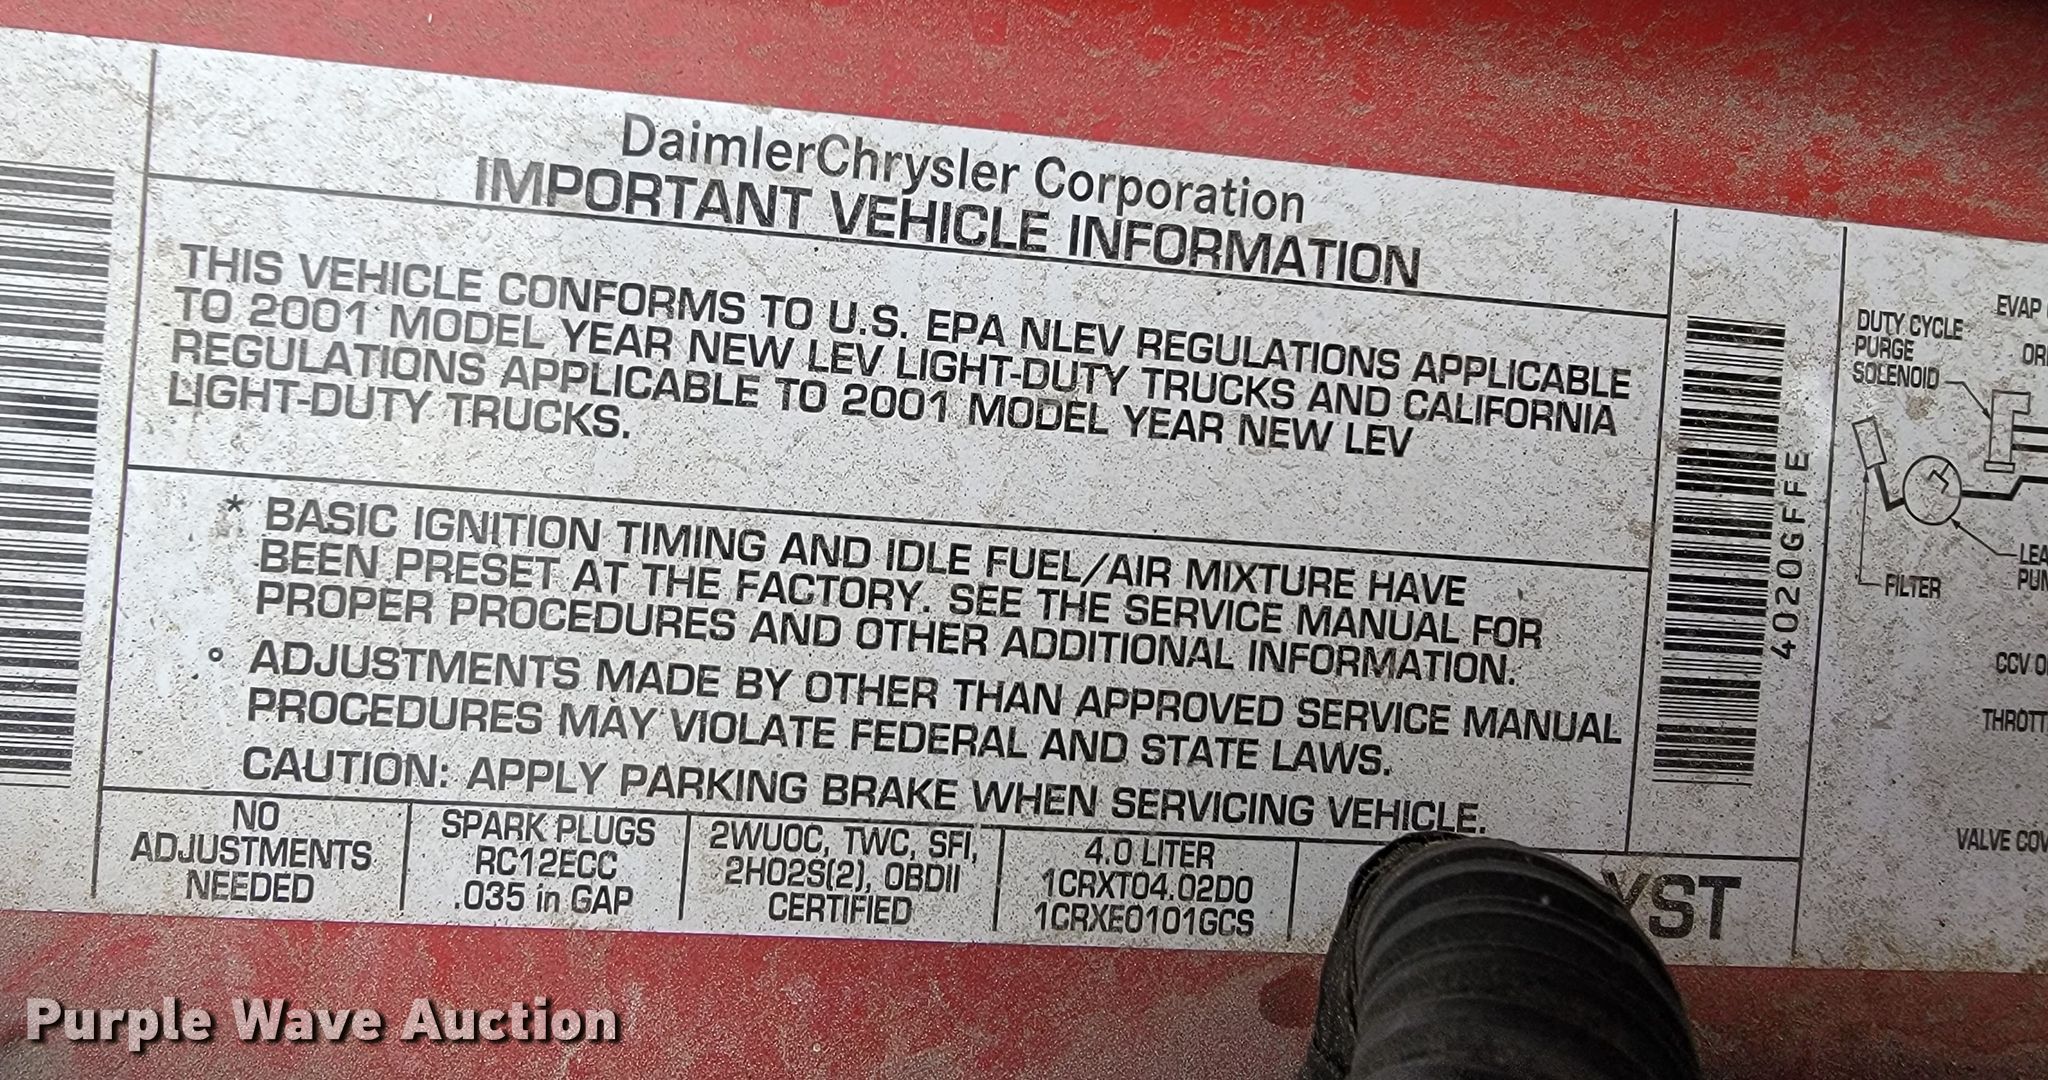 DaimlerChrysler Corporation
IMPORTANT VEHICLE INFORMATION
THIS VEHICLE CONFORMS TO U.S. EPA NLEV REGULATIONS APPLICABLE
TO 2001 MODEL YEAR NEW LEV LIGHT-DUTY TRUCKS AND CALIFORNIA
REGULATIONS APPLICABLE TO 2001 MODEL YEAR NEW LEV
LIGHT-DUTY TRUCKS.
* BASIC IGNITION TIMING AND IDLE FUEL/AIR MIXTURE HAVE
BEEN PRESET AT THE FACTORY. SEE THE SERVICE MANUAL FOR
PROPER PROCEDURES AND OTHER ADDITIONAL INFORMATION.
° ADJUSTMENTS MADE BY OTHER THAN APPROVED SERVICE MANUAL
PROCEDURES MAY VIOLATE FEDERAL AND STATE LAWS.
CAUTION: APPLY PARKING BRAKE WHEN SERVICING VEHICLE.
NO
ADJUSTMENTS
NEEDED
SPARK PLUGS
RC12ECC
.035 in GAP
2WUOC, TWC, SFI,
2HO2S(2), OBDII
CERTIFIED
4.0 LITER
1CRXT04.02D0
1CRXE0101GCS
YST
4020GFFE
EVAP
DUTY CYCLE
PURGE
SOLENOID
FILTER
CCV
VALVE
Purple Wave Auction